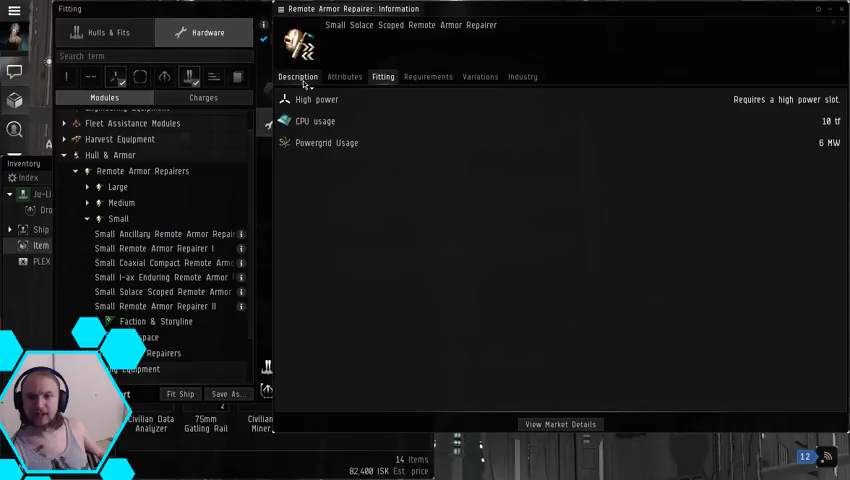 Fitting
Hulls & Fits
Hardware
Search term
Modules
Charges
Fleet Assistance Modules
Harvest Equipment
Hull & Armor
Remote Armor Repairers
Large
Medium
Small
Small Ancillary Remote Armor Repair
Small Remote Armor Repairer I
Small Coaxial Compact Remote Armor
Small I-ax Enduring Remote Armor
Small Solace Scoped Remote Armor
Small Remote Armor Repairer II
Faction & Storyline
Repairers
Equipment
Fit Ship
Save As...
Inventory
Index
Ju-Li
Dro
Ship
Item
PLEX
2
Civilian Data
Analyzer
75mm
Gatling Rail
Civilian
Miner
14 Items
82,400 ISK Est. price
Remote Armor Repairer: Information
Small Solace Scoped Remote Armor Repairer
Description
Attributes
Fitting
Requirements
Variations
Industry
High power
Requires a high power slot.
CPU usage
10 tf
Powergrid Usage
6 MW
View Market Details
12